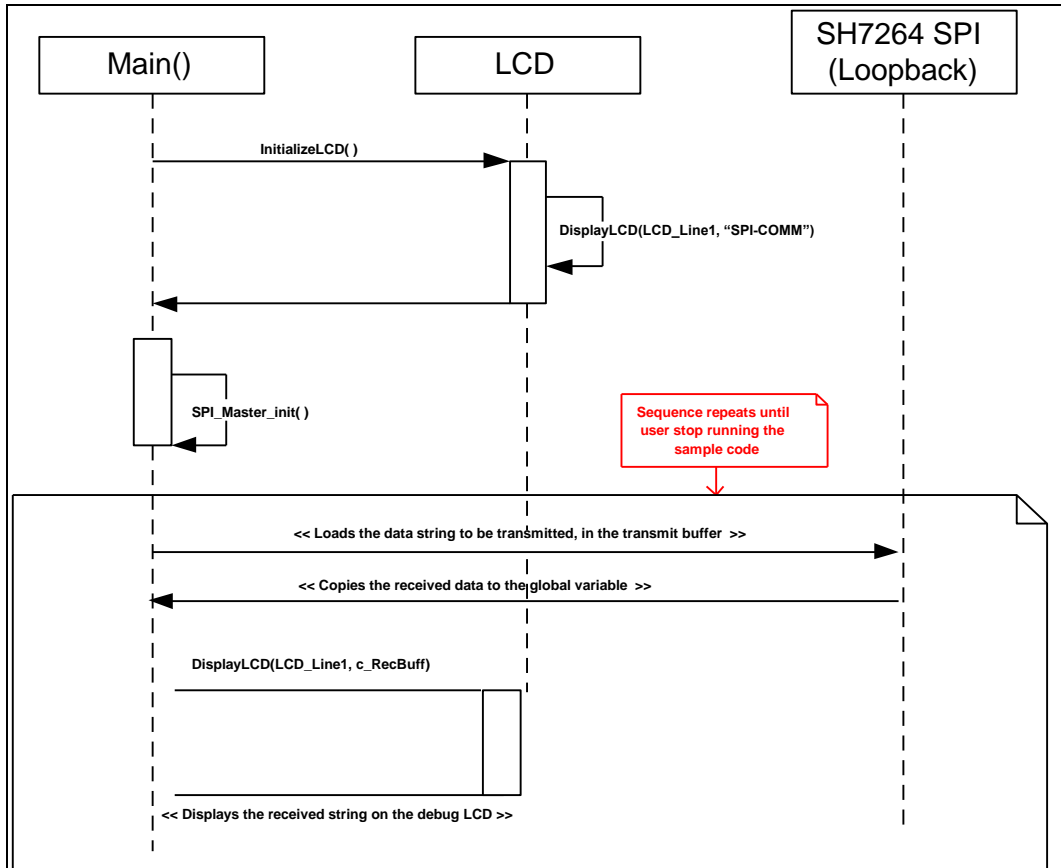 Main()
LCD
SH7264 SPI
(Loopback)
InitializeLCD( )
DisplayLCD(LCD_Line1, “SPI-COMM”)
SPI_Master_init( )
Sequence repeats until
user stop running the
sample code
<< Loads the data string to be transmitted, in the transmit buffer >>
<< Copies the received data to the global variable >>
DisplayLCD(LCD_Line1, c_RecBuff)
<< Displays the received string on the debug LCD >>